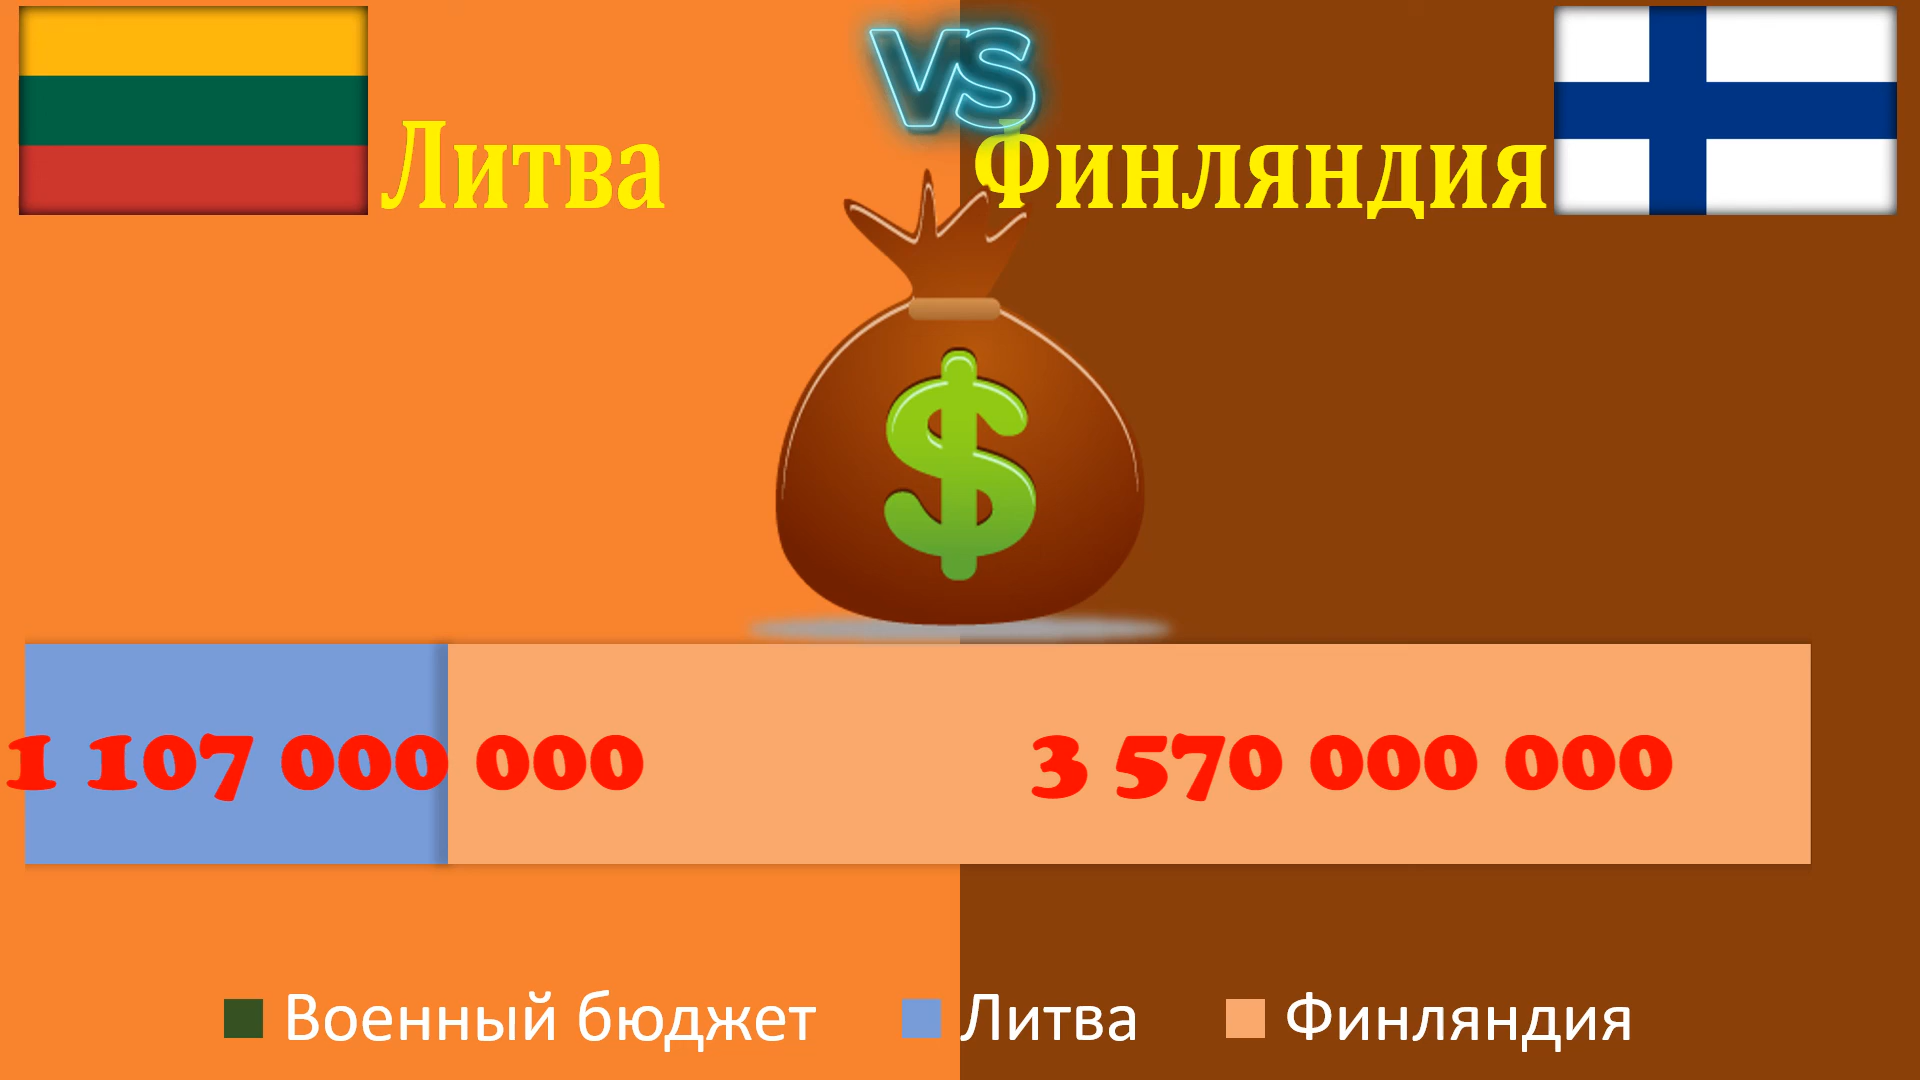 VS
Литва
Финляндия
$
1 107 000 000
3 570 000 000
Военный бюджет
Литва
Финляндия